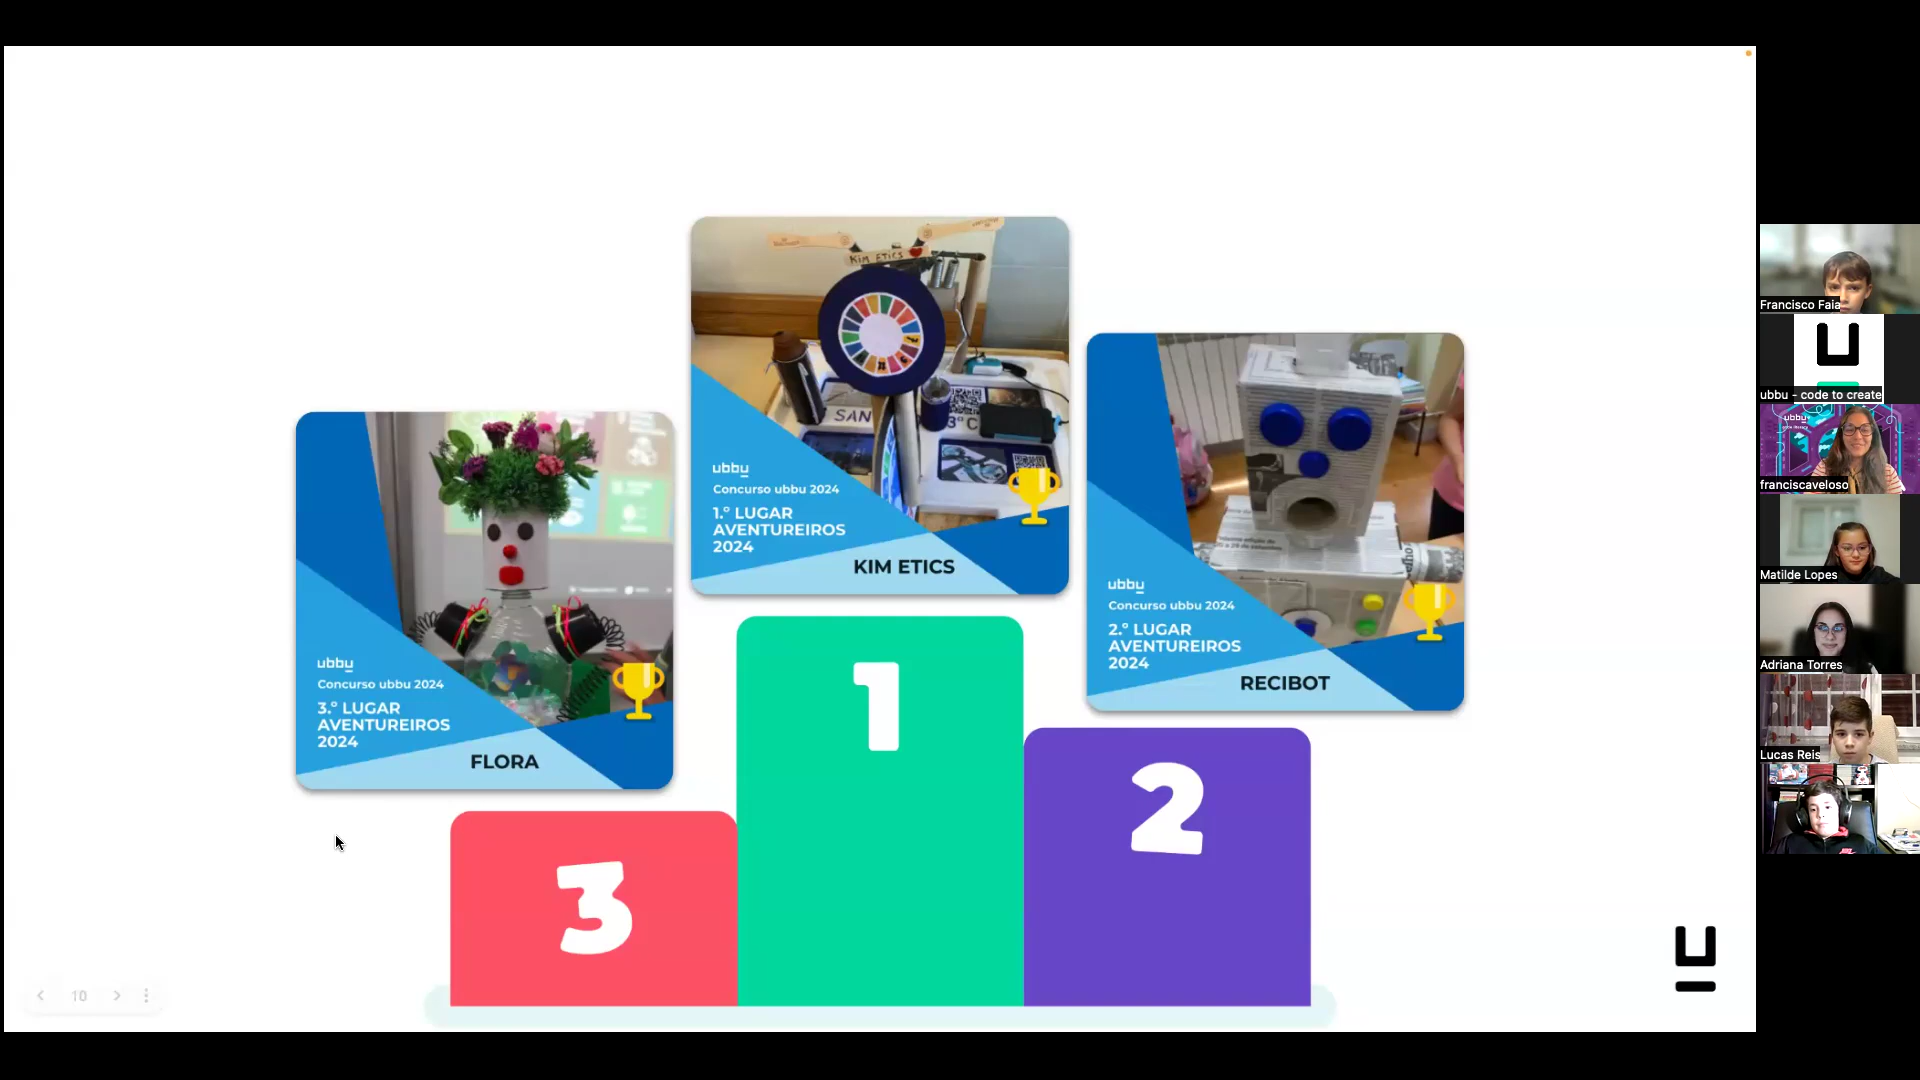 KIM ETICS
SAN
3ºC
ubbu
Concurso ubbu 2024
1.º LUGAR
AVENTUREIROS
2024
KIM ETICS
ubbu
Concurso ubbu 2024
2.º LUGAR
AVENTUREIROS
2024
RECIBOT
ubbu
Concurso ubbu 2024
3.º LUGAR
AVENTUREIROS
2024
FLORA
1
2
3
10
Francisco Faia
ubbu - code to create
ubbu
franciscaveloso
Matilde Lopes
Adriana Torres
Lucas Reis